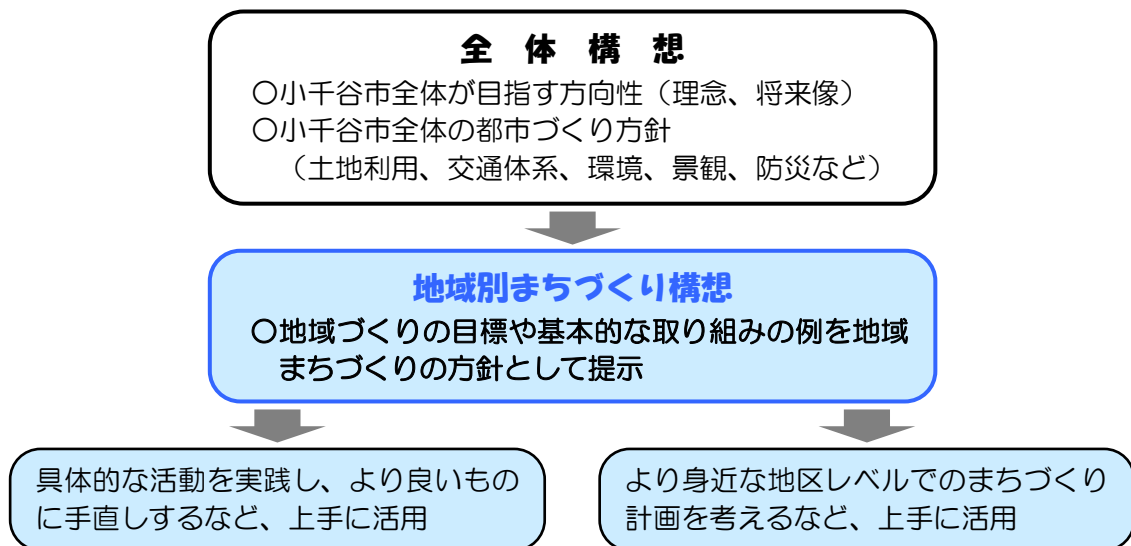 全 体 構 想
○小千谷市全体が目指す方向性（理念、将来像）
○小千谷市全体の都市づくり方針
（土地利用、交通体系、環境、景観、防災など）
地域別まちづくり構想
○地域づくりの目標や基本的な取り組みの例を地域
まちづくりの方針として提示
具体的な活動を実践し、より良いもの
に手直しするなど、上手に活用
より身近な地区レベルでのまちづくり
計画を考えるなど、上手に活用